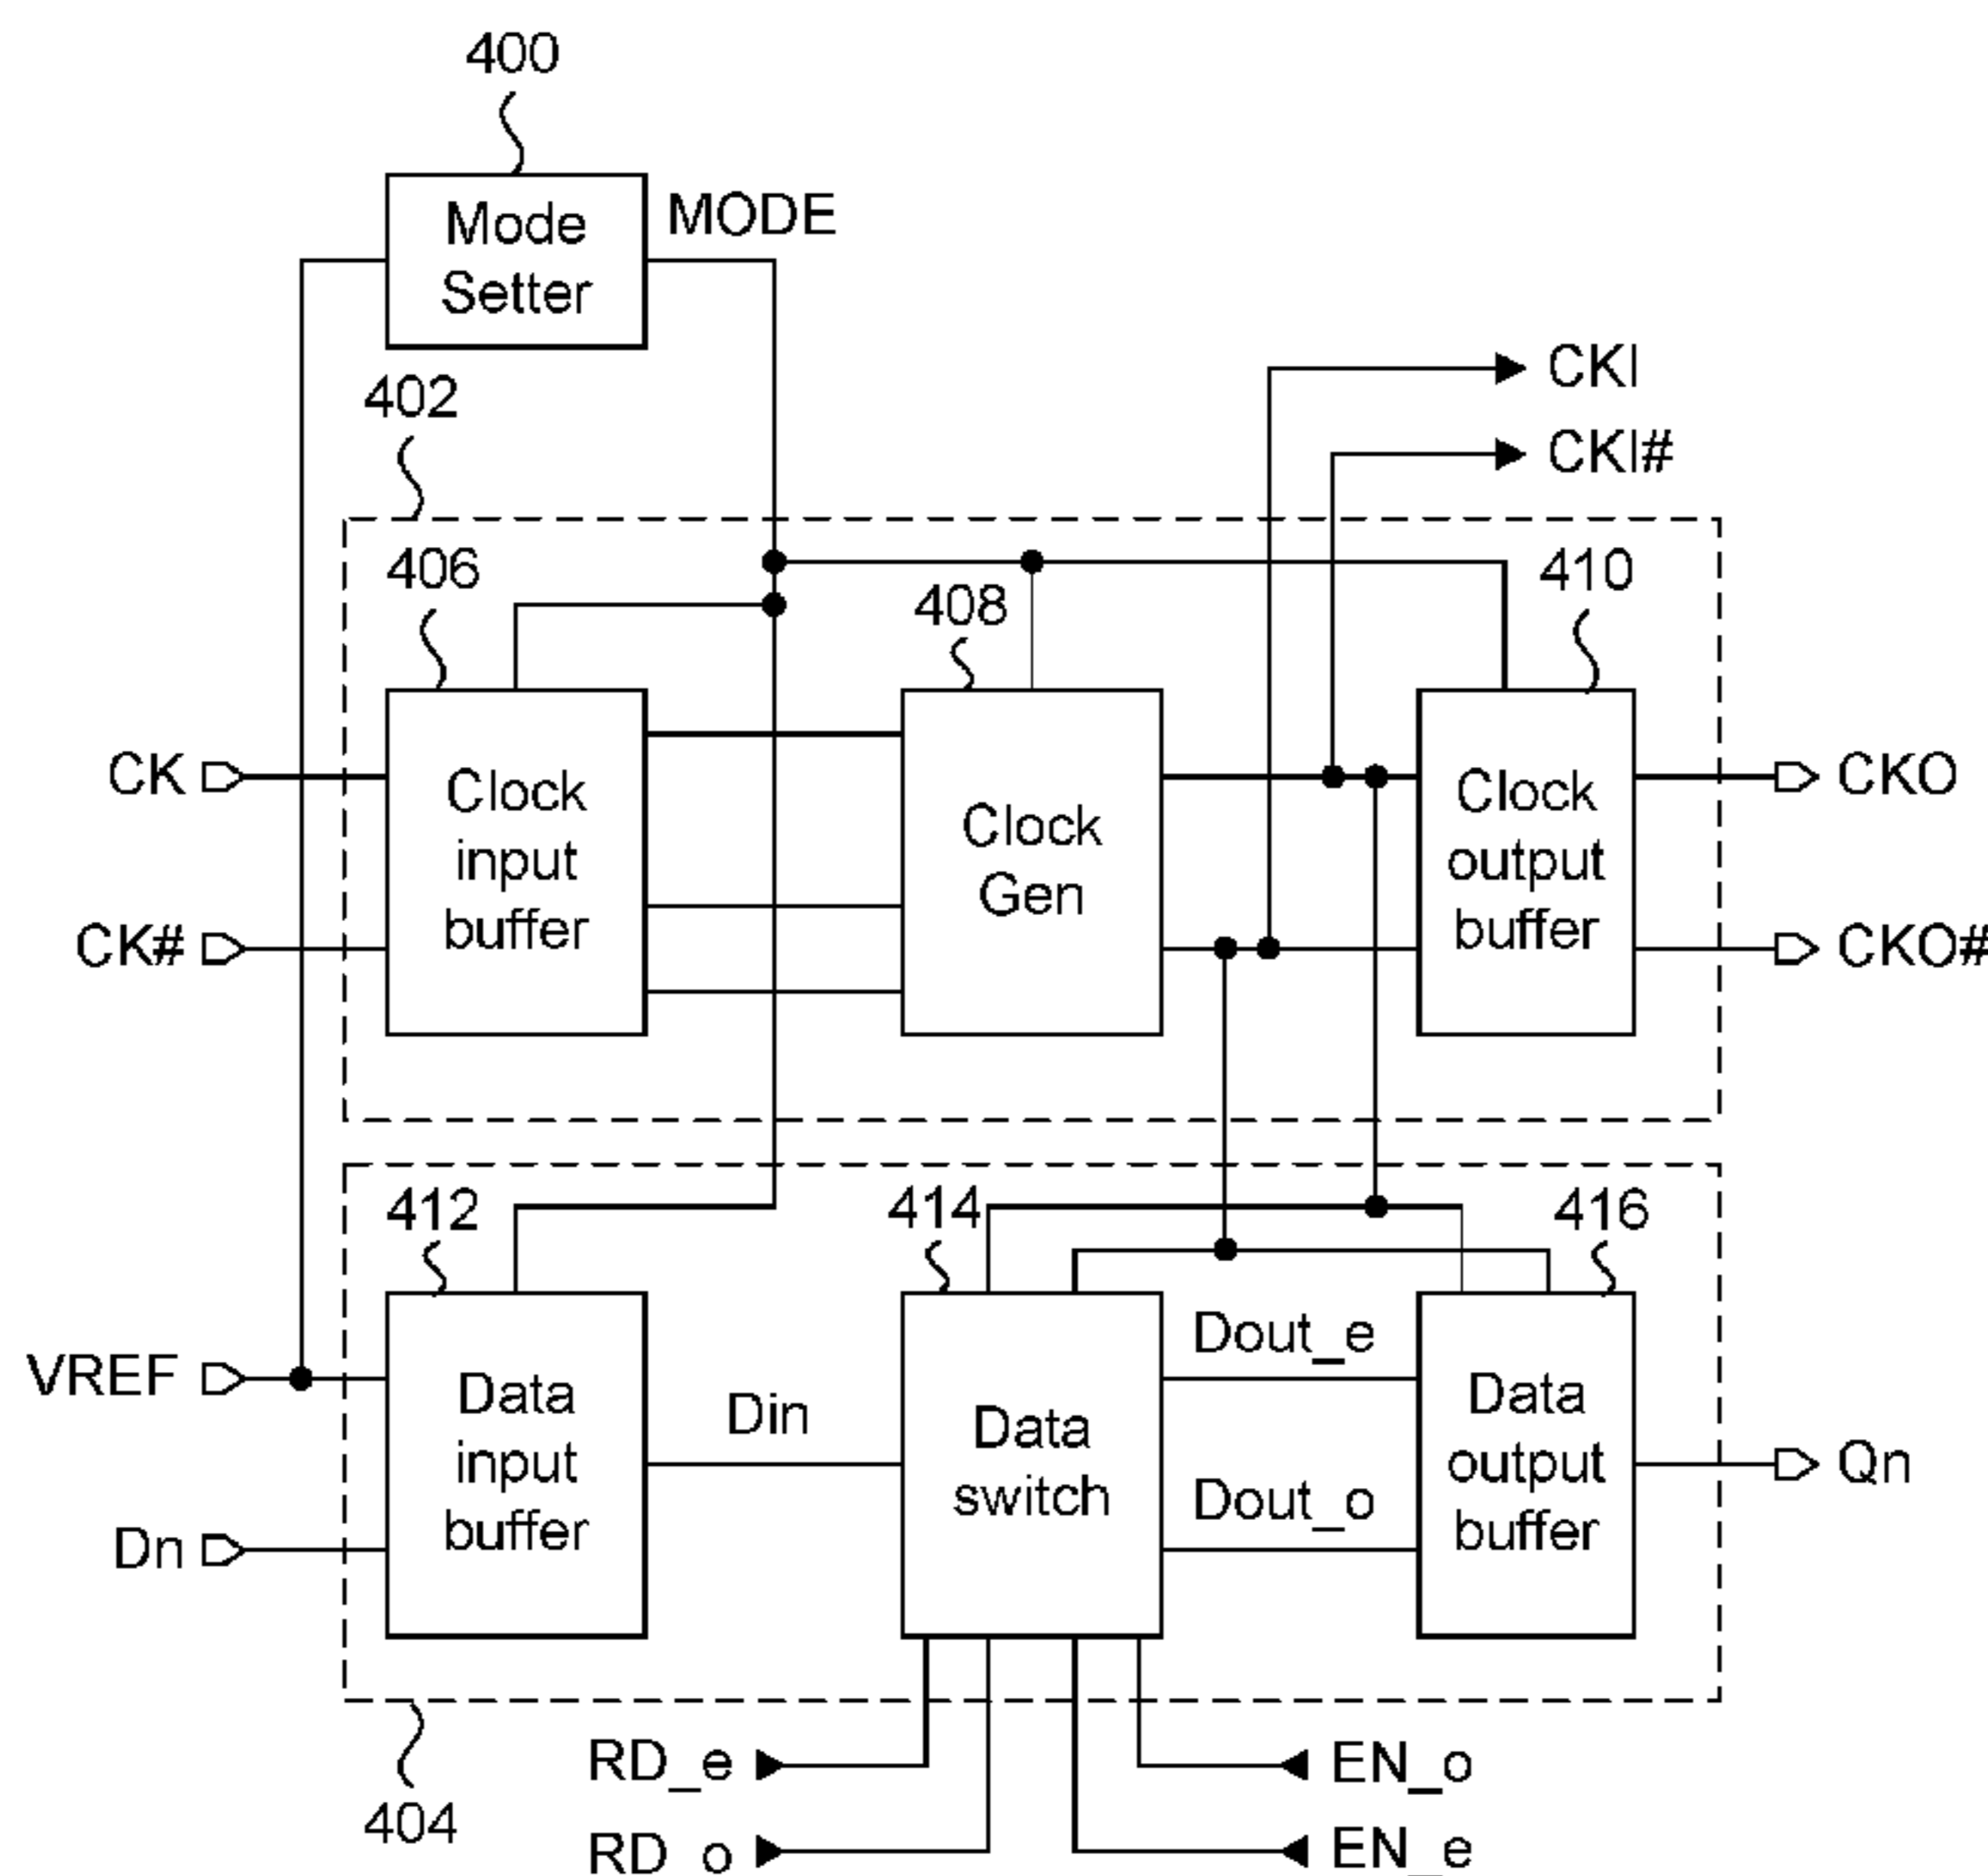 400
Mode
Setter
MODE
402
CKI
CKI#
406
408
410
CK
CK#
Clock
input
buffer
Clock
Gen
Clock
output
buffer
CKO
CKO#
412
414
416
VREF
Dn
Data
input
buffer
Din
Data
switch
Dout_e
Dout_o
Data
output
buffer
Qn
404
RD_e
RD_o
EN_o
EN_e